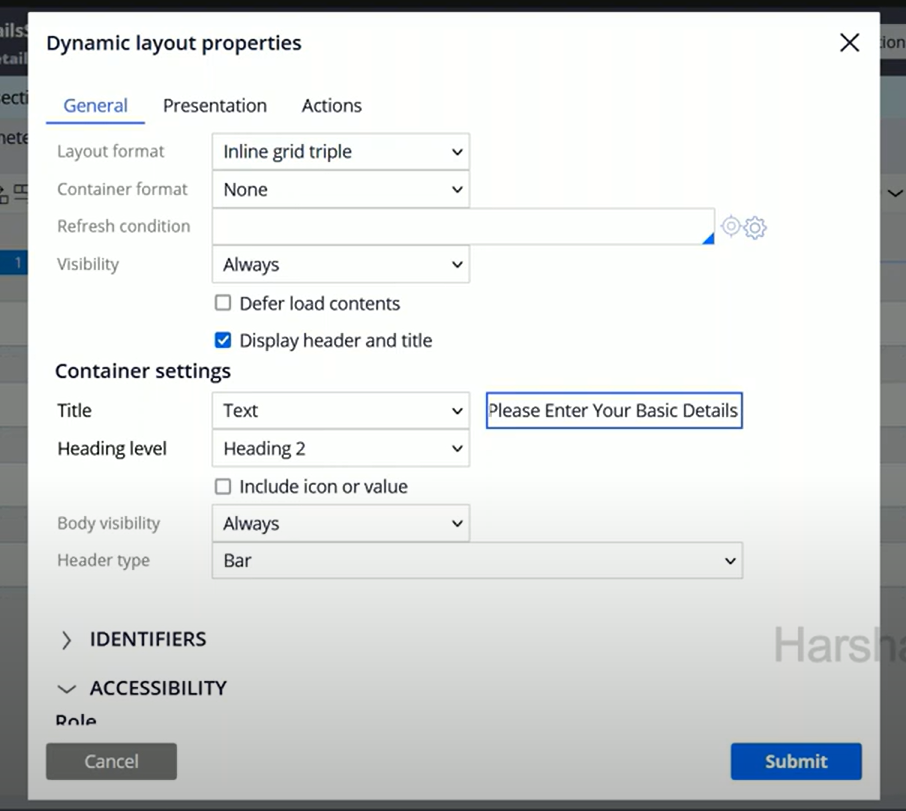 Dynamic layout properties
General Presentation Actions
Layout format Inline grid triple
Container format None
Refresh condition
Visibility Always
Defer load contents
Display header and title
Container settings
Title Text Please Enter Your Basic Details
Heading level Heading 2
Include icon or value
Body visibility Always
Header type Bar
IDENTIFIERS
Harsha
ACCESSIBILITY
Role
Cancel Submit
1